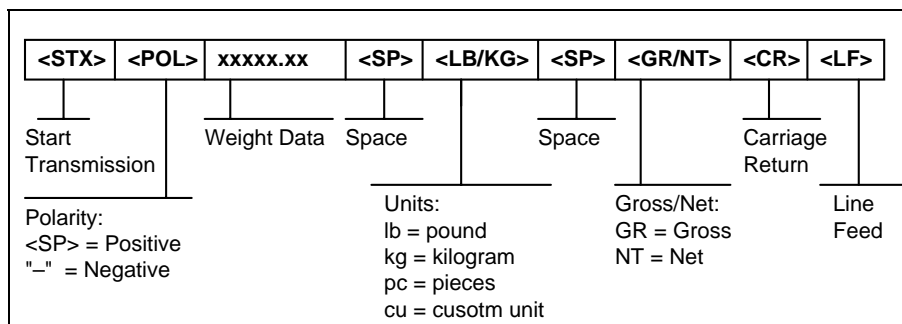 <STX> <POL> xxxxx.xx <SP> <LB/KG> <SP> <GR/NT> <CR> <LF>
Start
Transmission
Weight Data
Space
Space
Carriage
Return
Polarity:
<SP> = Positive
"–" = Negative
Units:
lb = pound
kg = kilogram
pc = pieces
cu = cusotm unit
Gross/Net:
GR = Gross
NT = Net
Line
Feed